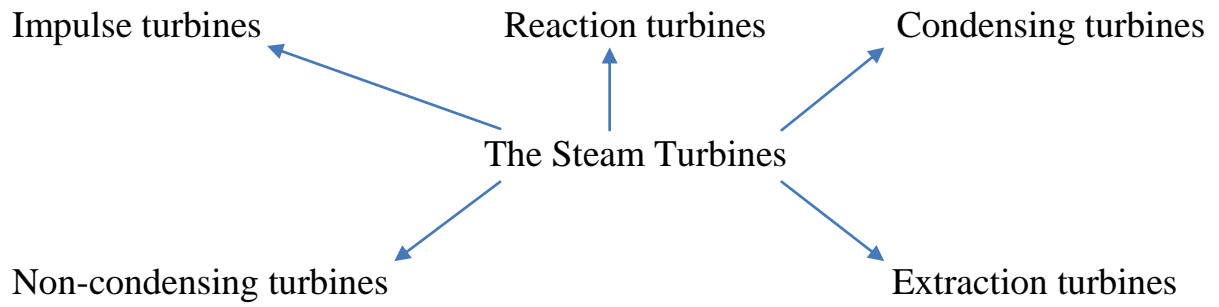 Impulse turbines
Reaction turbines
Condensing turbines
The Steam Turbines
Non-condensing turbines
Extraction turbines